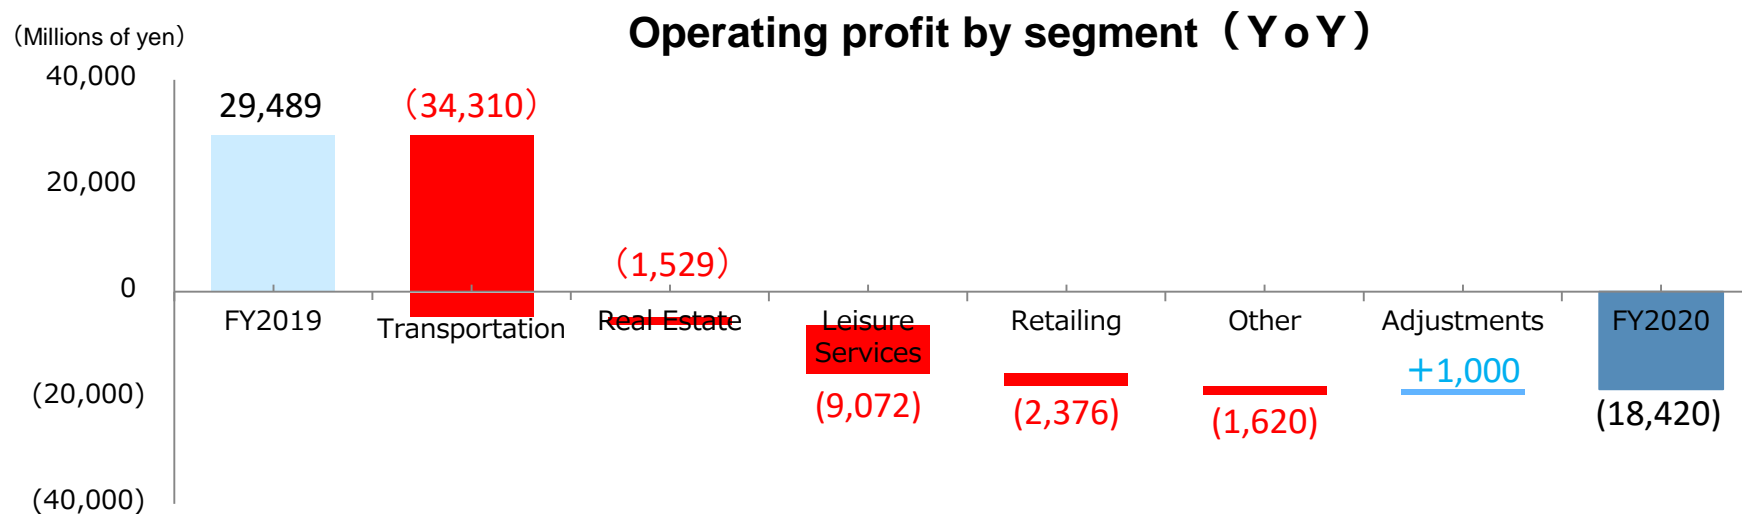 Operating profit by segment（ＹｏＹ）
（Millions of yen）
40,000
20,000
0
(20,000)
(40,000)
29,489
（34,310）
（1,529）
(9,072)
(2,376)
(1,620)
＋1,000
(18,420)
FY2019
Transportation
Real Estate
Leisure
Services
Retailing
Other
Adjustments
FY2020